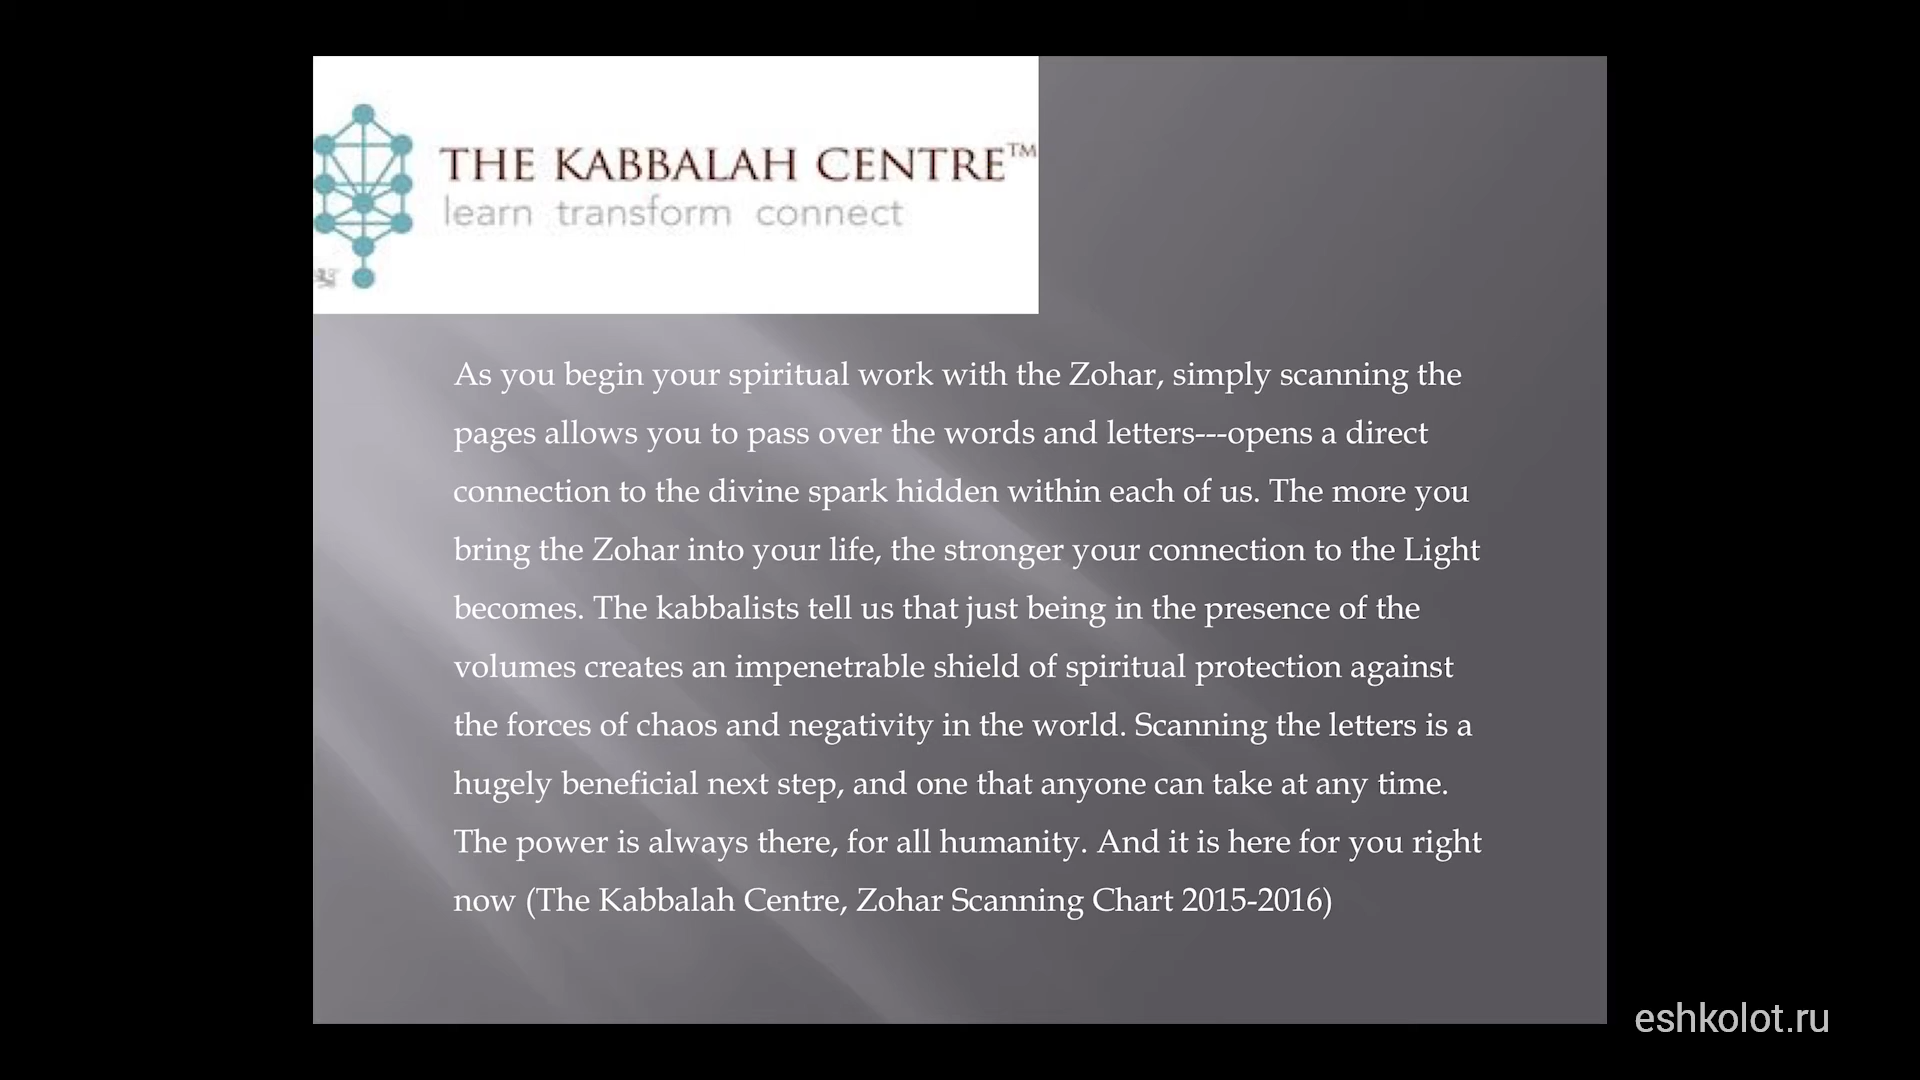 THE KABBALAH CENTRE™
learn transform connect
As you begin your spiritual work with the Zohar, simply scanning the
pages allows you to pass over the words and letters---opens a direct
connection to the divine spark hidden within each of us. The more you
bring the Zohar into your life, the stronger your connection to the Light
becomes. The kabbalists tell us that just being in the presence of the
volumes creates an impenetrable shield of spiritual protection against
the forces of chaos and negativity in the world. Scanning the letters is a
hugely beneficial next step, and one that anyone can take at any time.
The power is always there, for all humanity. And it is here for you right
now (The Kabbalah Centre, Zohar Scanning Chart 2015-2016)
eshkolot.ru